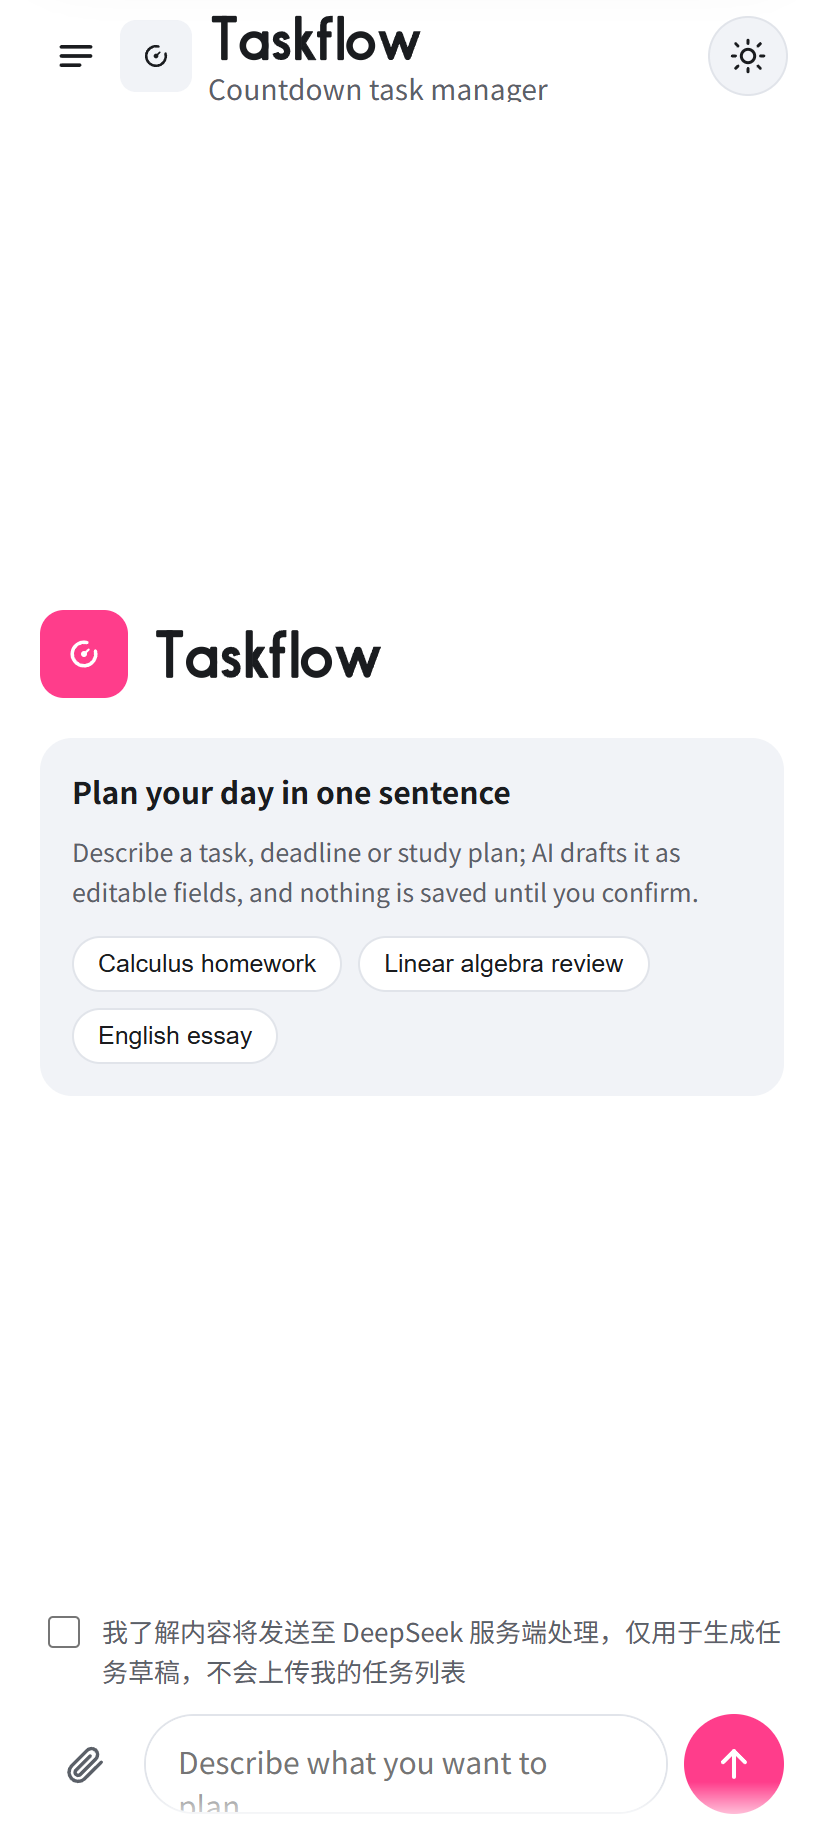 Taskflow
Countdown task manager
Taskflow
Plan your day in one sentence
Describe a task, deadline or study plan; AI drafts it as
editable fields, and nothing is saved until you confirm.
Calculus homework
Linear algebra review
English essay
我了解内容将发送至 DeepSeek 服务端处理，仅用于生成任
务草稿，不会上传我的任务列表
Describe what you want to
plan